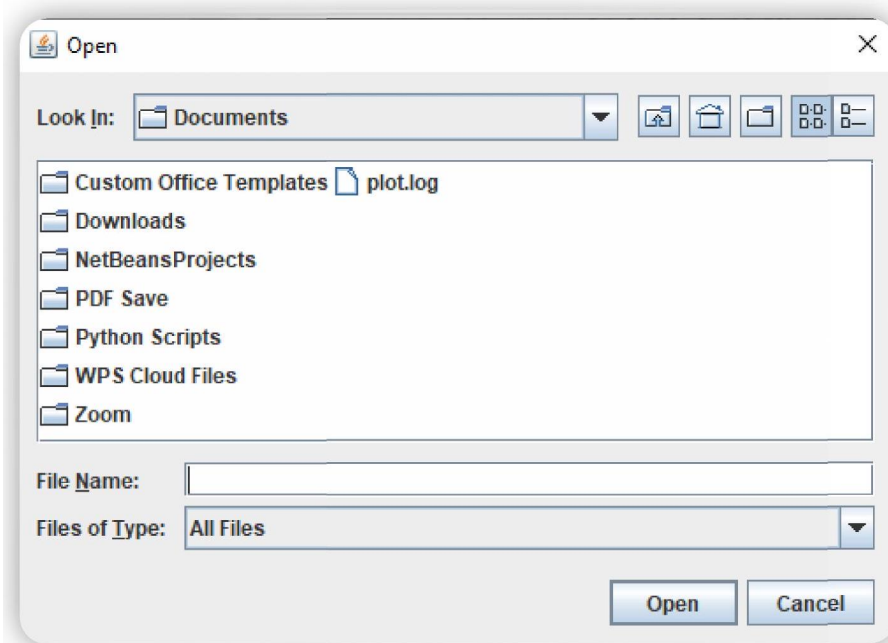 Open
Look In: Documents
Custom Office Templates plot.log
Downloads
NetBeansProjects
PDF Save
Python Scripts
WPS Cloud Files
Zoom
File Name:
Files of Type: All Files
Open Cancel